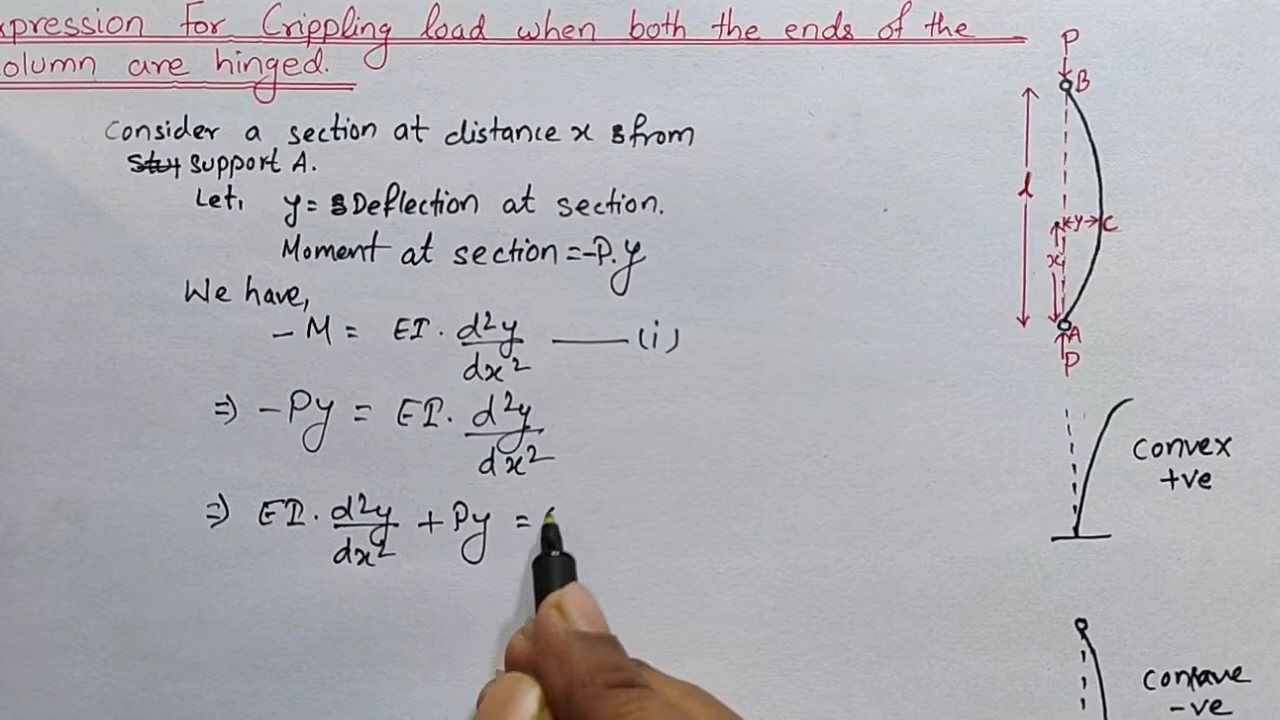 xpression for Crippling load when both the ends of the
olumn are hinged.
Consider a section at distance x from
support A.
Let, y = Deflection at section.
Moment at section = -P.y
We have,
- M = EI. d²y/dx² —— (i)
⇒ -Py = EI. d²y/dx²
⇒ EI. d²y/dx² + Py =
P
B
l
y
C
x
A
P
Convex
+ve
Concave
-ve